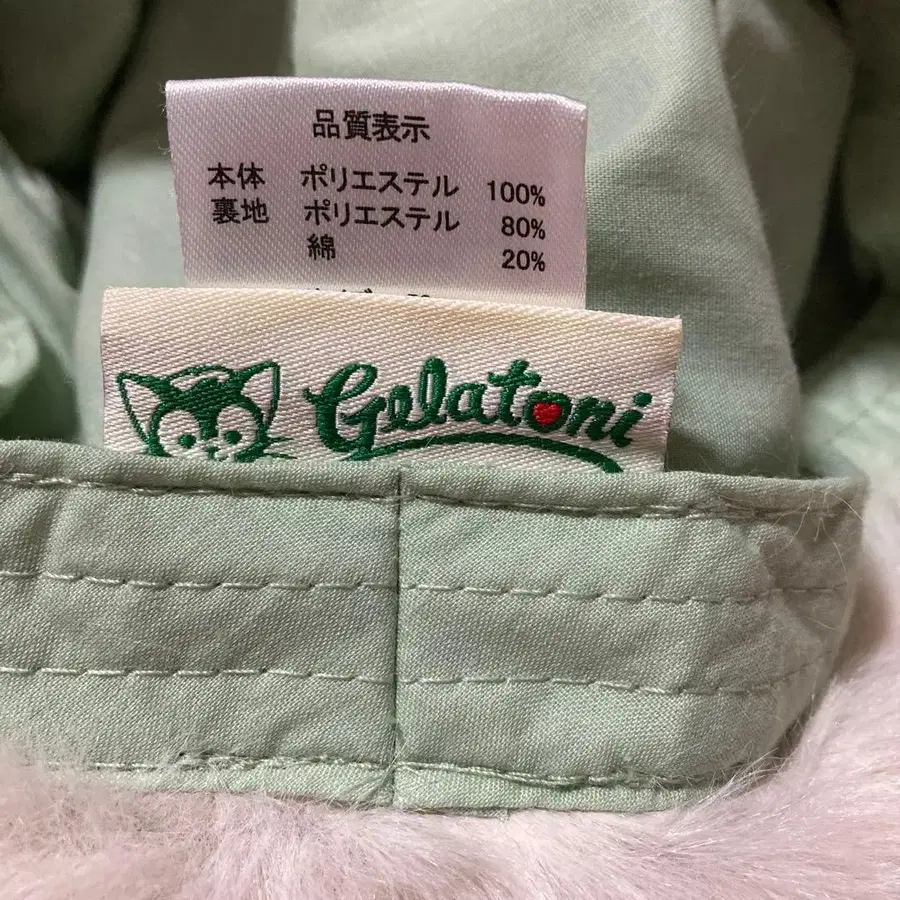 品質表示
本体 ポリエステル 100%
裏地 ポリエステル 80%
綿 20%
Gelatoni